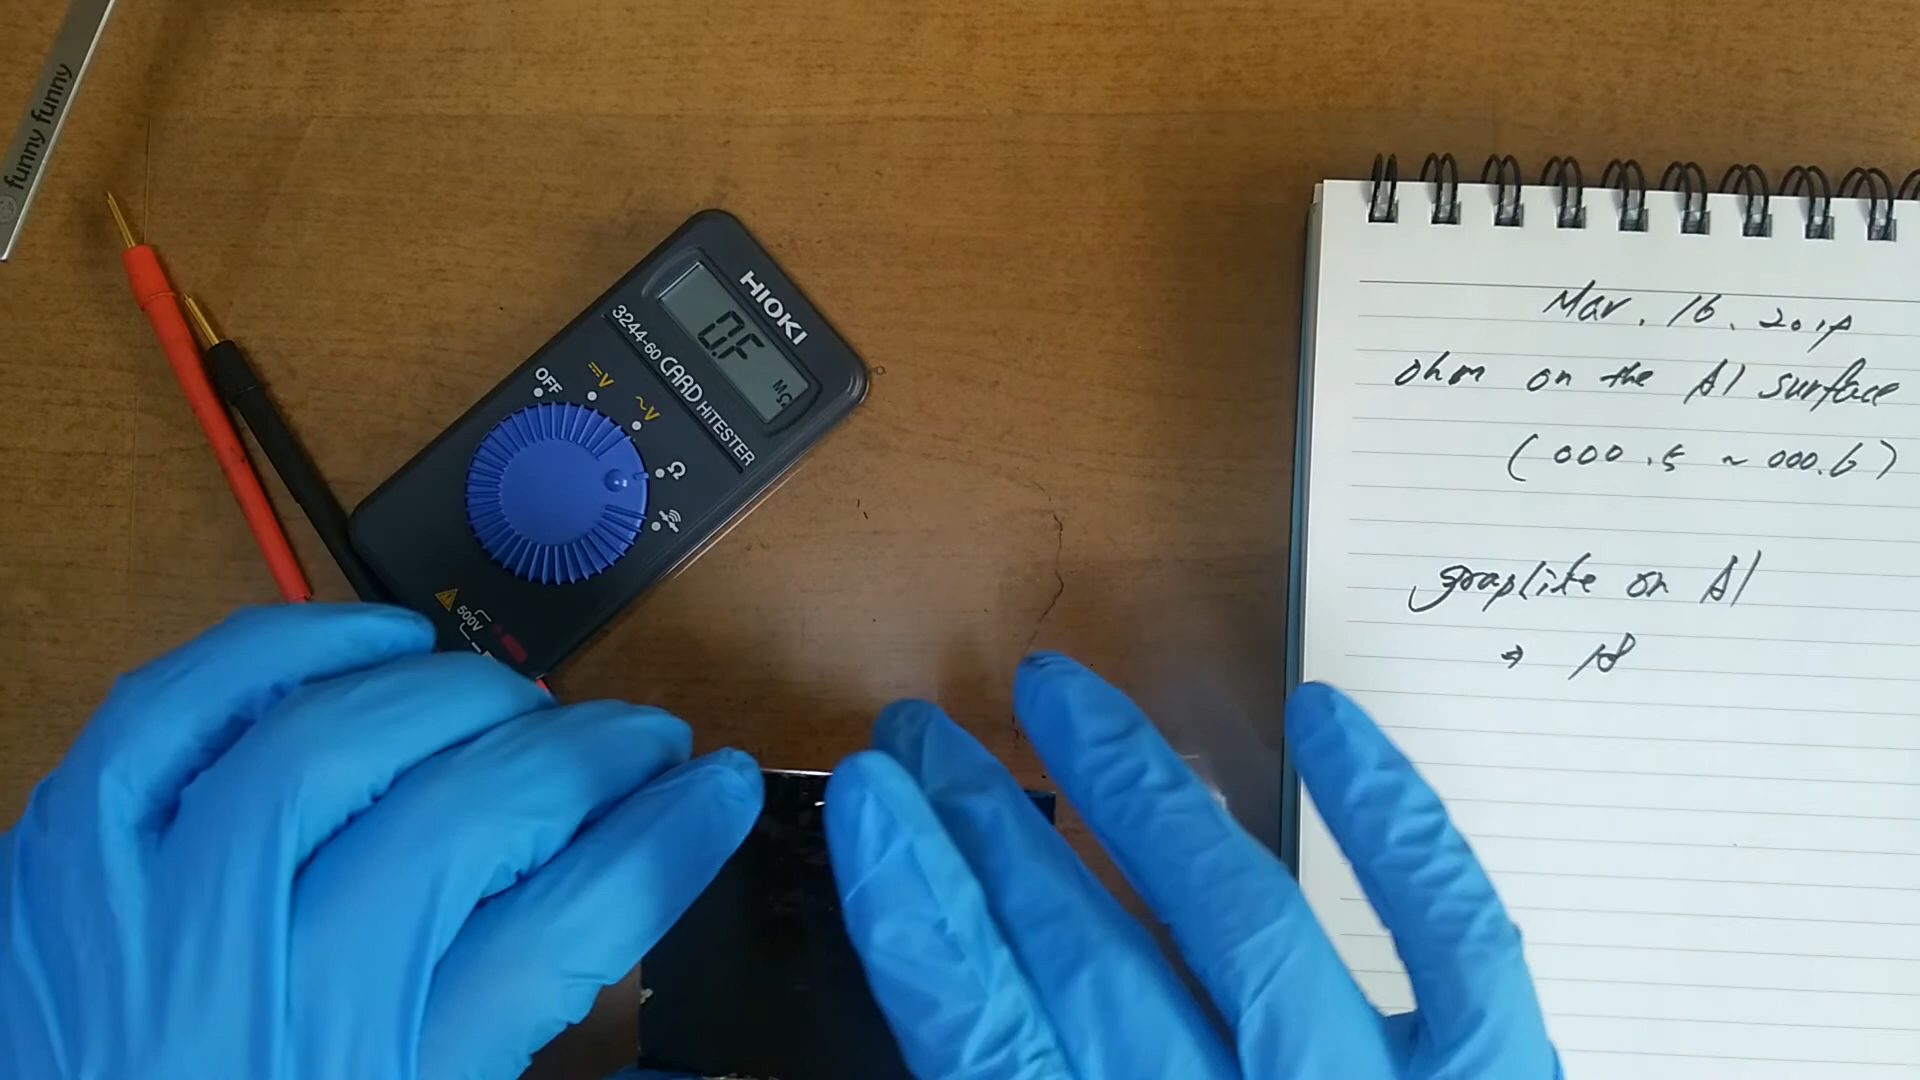 funny funny
HIOKI
3244-60 CARD HiTESTER
0.F
MΩ
OFF
V
~V
Ω
500V
Mar. 16. 2018
ohm on the Al surface
(000.5 ~ 000.6)
graphite on Al
⇒